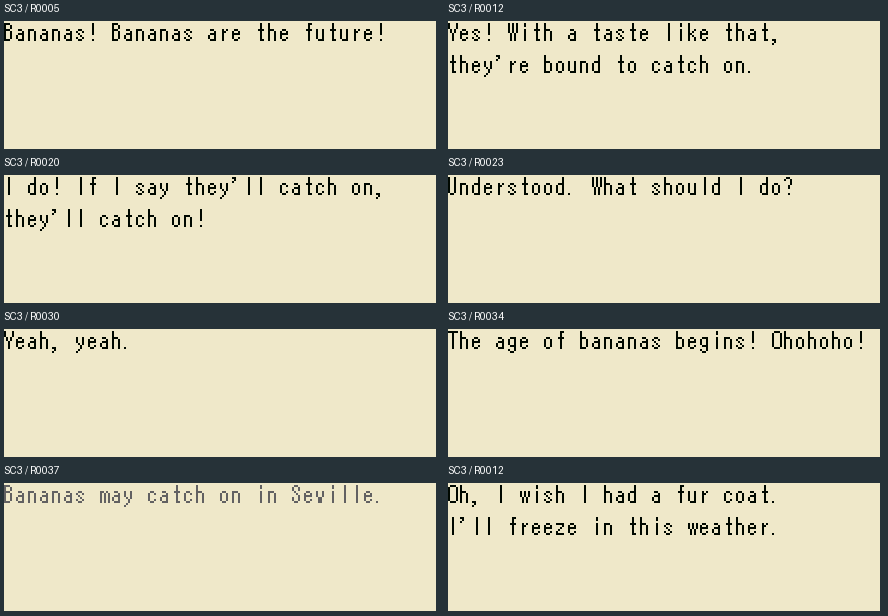 SC3 / R0005
Bananas! Bananas are the future!
SC3 / R0012
Yes! With a taste like that,
they're bound to catch on.
SC3 / R0020
I do! If I say they'll catch on,
they'll catch on!
SC3 / R0023
Understood. What should I do?
SC3 / R0030
Yeah, yeah.
SC3 / R0034
The age of bananas begins! Ohohoho!
SC3 / R0037
Bananas may catch on in Seville.
SC3 / R0012
Oh, I wish I had a fur coat.
I'll freeze in this weather.